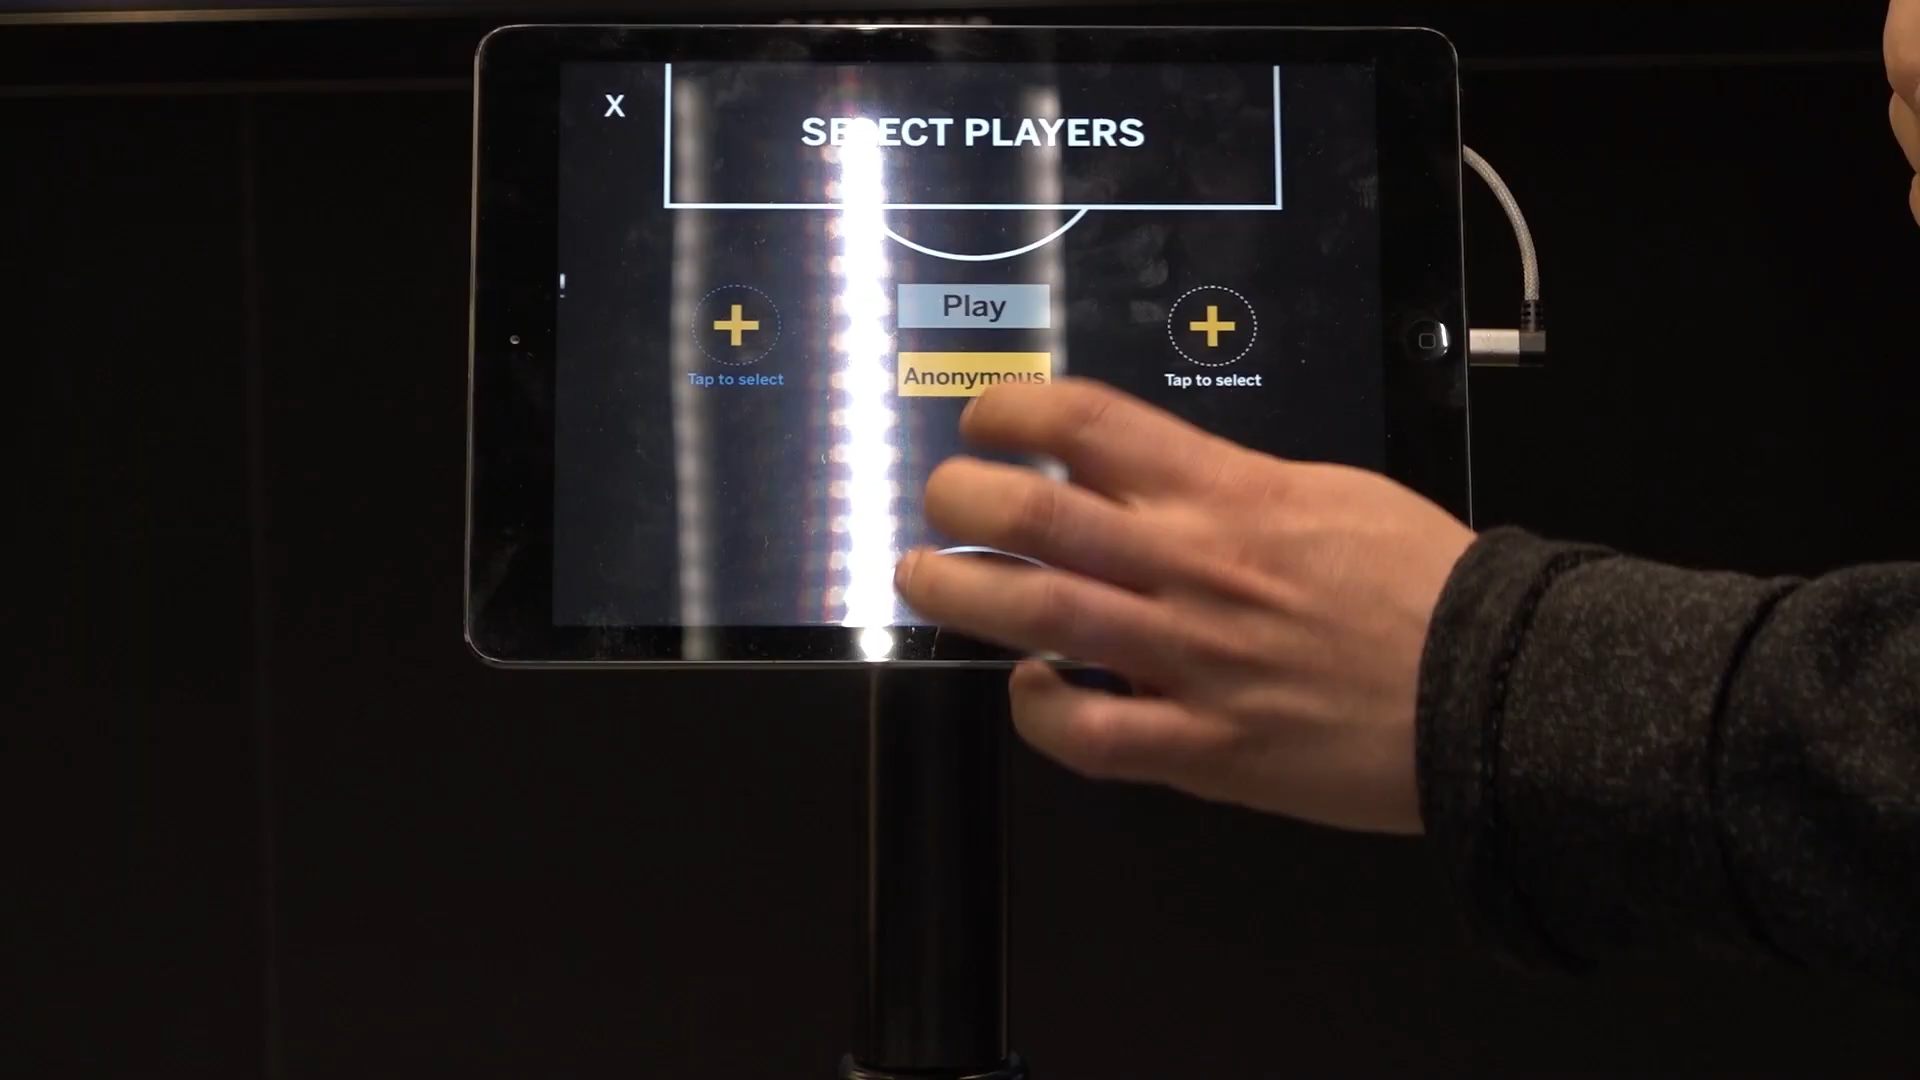 X
SELECT PLAYERS
!
Play
Anonymous
Tap to select
Tap to select